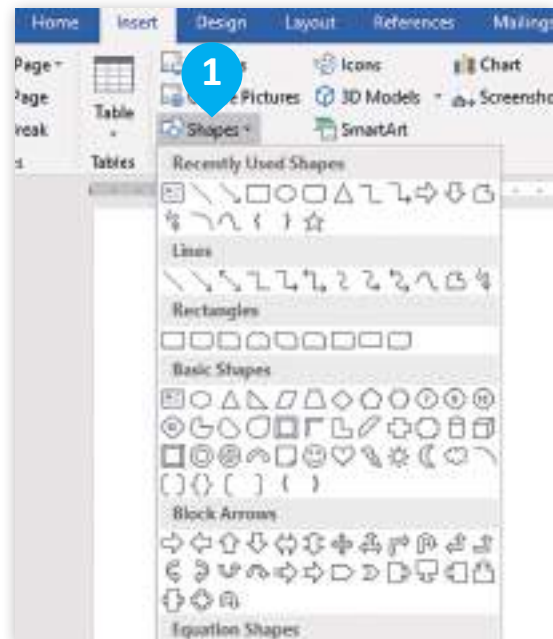 Home Insert Design Layout References Mailings
Page
Page
reak
Table
Tables
1
Pictures
Icons
3D Models
SmartArt
Chart
Screensho
Shapes
Recently Used Shapes
Lines
Rectangles
Basic Shapes
Block Arrows
Equation Shapes